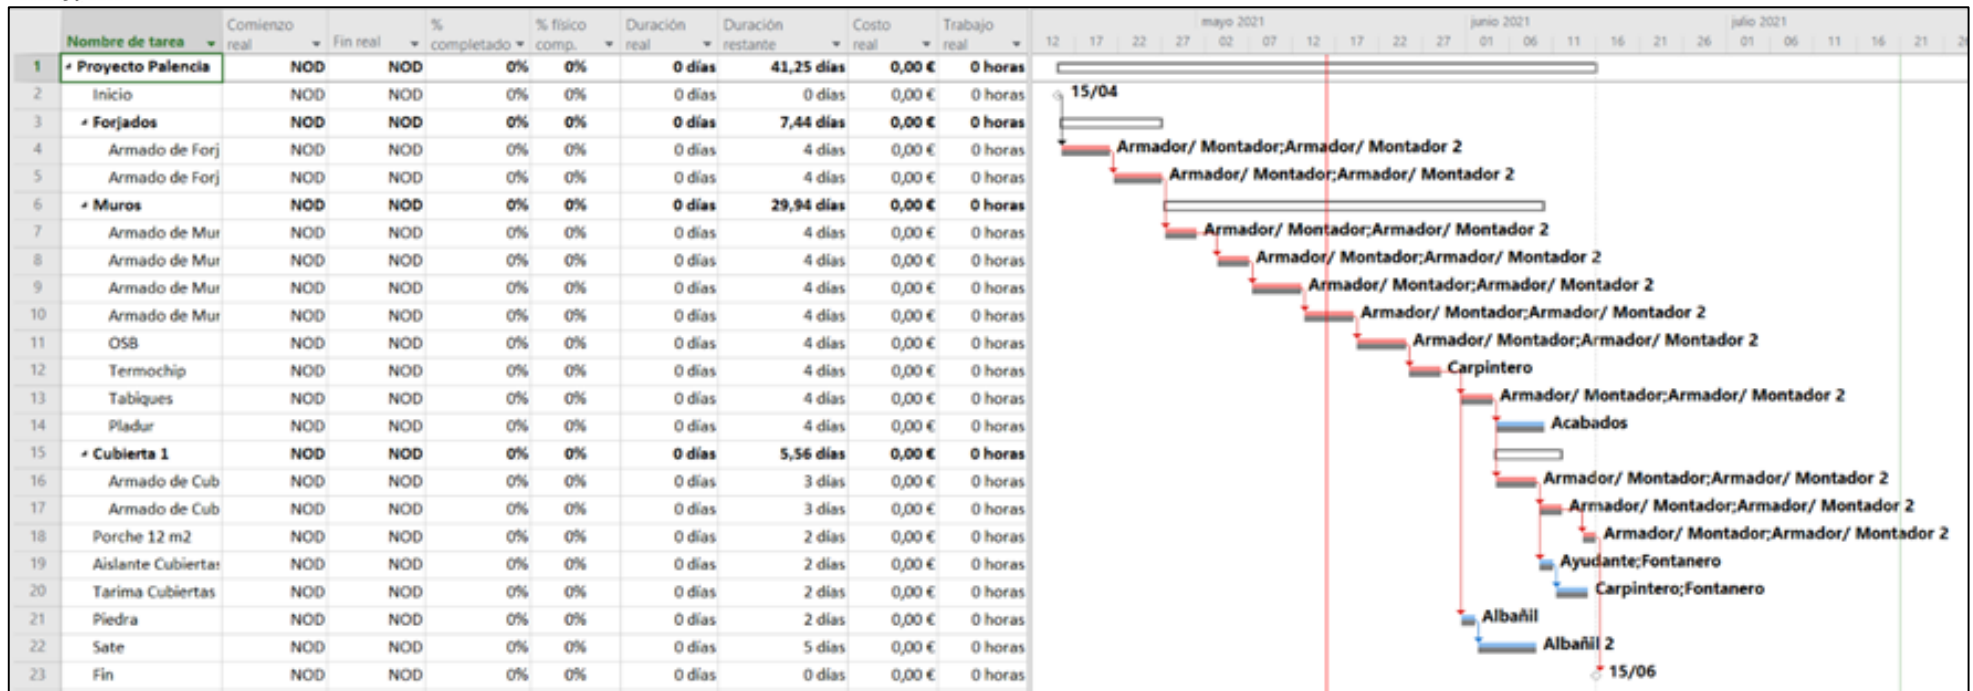 Nombre de tarea Comienzo real Fin real % completado % físico comp. Duración real Duración restante Costo real Trabajo real
mayo 2021 junio 2021 julio 2021
12 17 22 27 02 07 12 17 22 27 01 06 11 16 21 26 01 06 11 16 21
1 Proyecto Palencia NOD NOD 0% 0% 0 días 41,25 días 0,00 € 0 horas
2 Inicio NOD NOD 0% 0% 0 días 0 días 0,00 € 0 horas 15/04
3 Forjados NOD NOD 0% 0% 0 días 7,44 días 0,00 € 0 horas
4 Armado de Forj NOD NOD 0% 0% 0 días 4 días 0,00 € 0 horas Armador/ Montador;Armador/ Montador 2
5 Armado de Forj NOD NOD 0% 0% 0 días 4 días 0,00 € 0 horas Armador/ Montador;Armador/ Montador 2
6 Muros NOD NOD 0% 0% 0 días 29,94 días 0,00 € 0 horas
7 Armado de Mur NOD NOD 0% 0% 0 días 4 días 0,00 € 0 horas Armador/ Montador;Armador/ Montador 2
8 Armado de Mur NOD NOD 0% 0% 0 días 4 días 0,00 € 0 horas Armador/ Montador;Armador/ Montador 2
9 Armado de Mur NOD NOD 0% 0% 0 días 4 días 0,00 € 0 horas Armador/ Montador;Armador/ Montador 2
10 Armado de Mur NOD NOD 0% 0% 0 días 4 días 0,00 € 0 horas Armador/ Montador;Armador/ Montador 2
11 OSB NOD NOD 0% 0% 0 días 4 días 0,00 € 0 horas Armador/ Montador;Armador/ Montador 2
12 Termochip NOD NOD 0% 0% 0 días 4 días 0,00 € 0 horas Carpintero
13 Tabiques NOD NOD 0% 0% 0 días 4 días 0,00 € 0 horas Armador/ Montador;Armador/ Montador 2
14 Pladur NOD NOD 0% 0% 0 días 4 días 0,00 € 0 horas Acabados
15 Cubierta 1 NOD NOD 0% 0% 0 días 5,56 días 0,00 € 0 horas
16 Armado de Cub NOD NOD 0% 0% 0 días 3 días 0,00 € 0 horas Armador/ Montador;Armador/ Montador 2
17 Armado de Cub NOD NOD 0% 0% 0 días 3 días 0,00 € 0 horas Armador/ Montador;Armador/ Montador 2
18 Porche 12 m2 NOD NOD 0% 0% 0 días 2 días 0,00 € 0 horas Armador/ Montador;Armador/ Montador 2
19 Aislante Cubiertas NOD NOD 0% 0% 0 días 2 días 0,00 € 0 horas Ayudante;Fontanero
20 Tarima Cubiertas NOD NOD 0% 0% 0 días 2 días 0,00 € 0 horas Carpintero;Fontanero
21 Piedra NOD NOD 0% 0% 0 días 2 días 0,00 € 0 horas Albañil
22 Sate NOD NOD 0% 0% 0 días 5 días 0,00 € 0 horas Albañil 2
23 Fin NOD NOD 0% 0% 0 días 0 días 0,00 € 0 horas 15/06